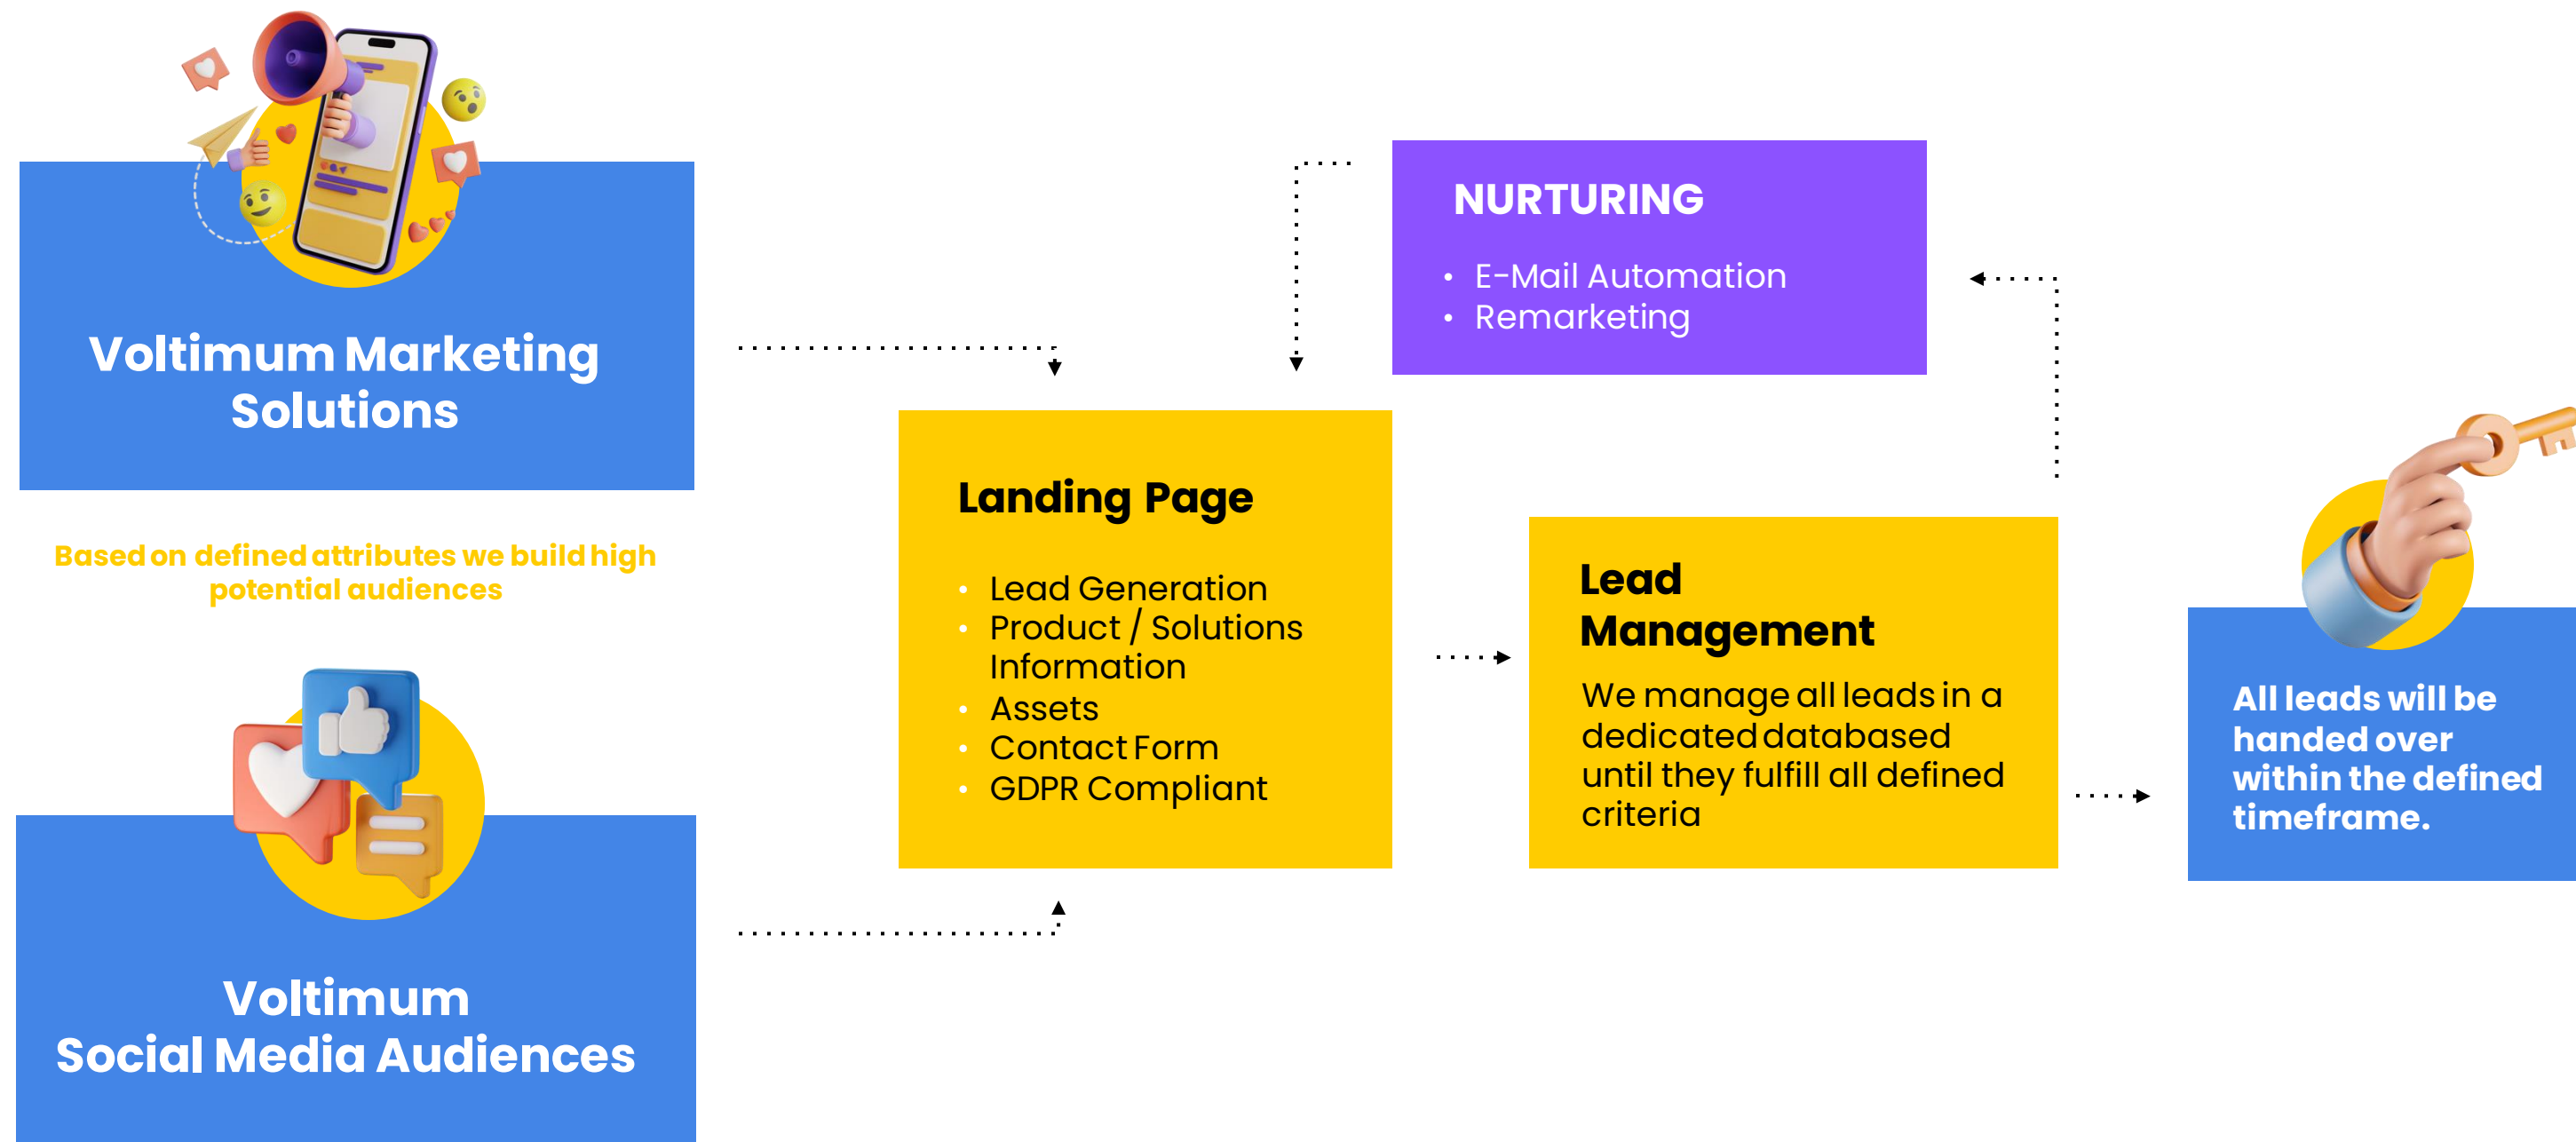 Voltimum Marketing
Solutions
Based on defined attributes we build high
potential audiences
Voltimum
Social Media Audiences
Landing Page
• Lead Generation
• Product / Solutions
Information
• Assets
• Contact Form
• GDPR Compliant
NURTURING
• E-Mail Automation
• Remarketing
Lead
Management
We manage all leads in a
dedicated databased
until they fulfill all defined
criteria
All leads will be
handed over
within the defined
timeframe.